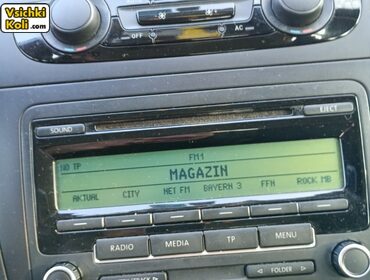 Vsichki
Koli.com
OFF
AC
SOUND
EJECT
NO TP
FM1
MAGAZIN
AKTUAL CITY NET FM BAYERN 3 FFN ROCK MB
RADIO
MEDIA
TP
MENU
FOLDER